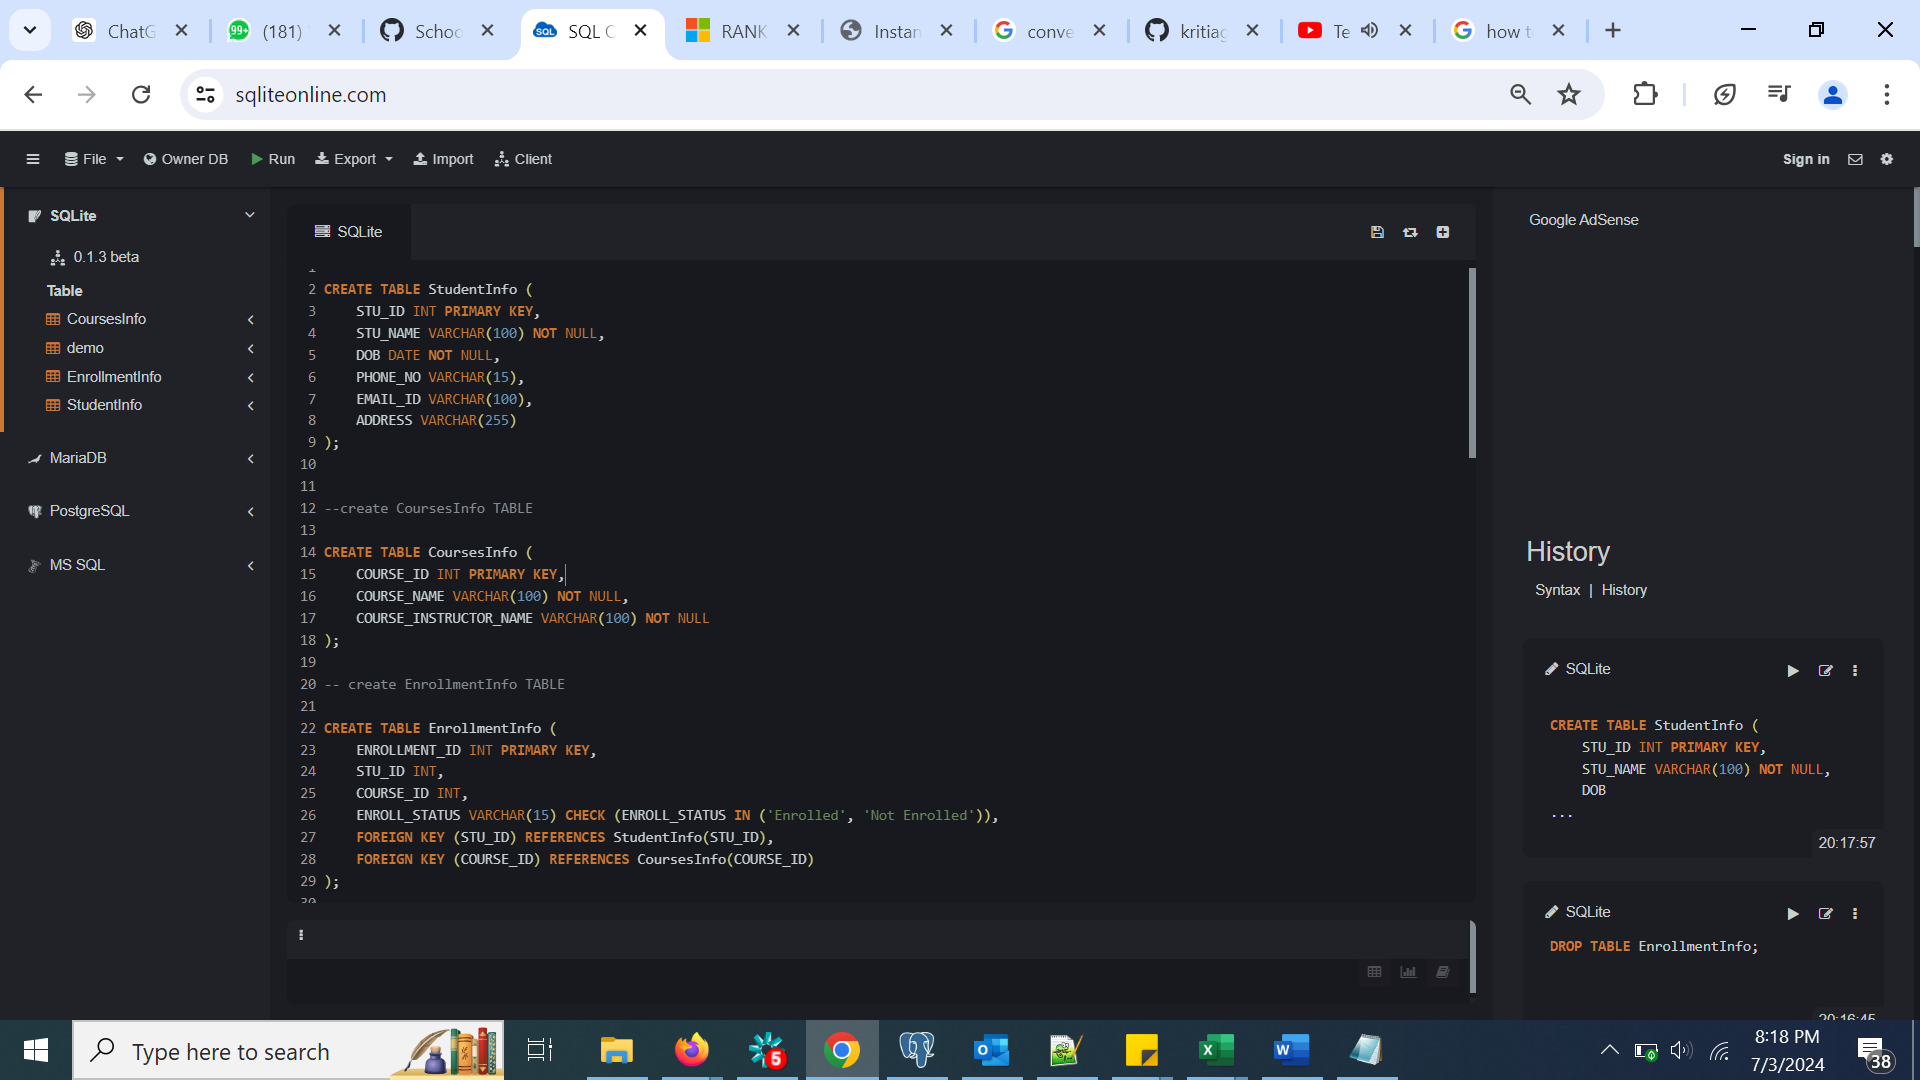 ChatG
99+ (181)
Schoo
SQL SQL C
RANK
Instan
conve
kritiag
Te
how t
sqliteonline.com
File
Owner DB
Run
Export
Import
Client
Sign in
SQLite
0.1.3 beta
Table
CoursesInfo
demo
EnrollmentInfo
StudentInfo
MariaDB
PostgreSQL
MS SQL
SQLite
1
2 CREATE TABLE StudentInfo (
3 STU_ID INT PRIMARY KEY,
4 STU_NAME VARCHAR(100) NOT NULL,
5 DOB DATE NOT NULL,
6 PHONE_NO VARCHAR(15),
7 EMAIL_ID VARCHAR(100),
8 ADDRESS VARCHAR(255)
9 );
10
11
12 --create CoursesInfo TABLE
13
14 CREATE TABLE CoursesInfo (
15 COURSE_ID INT PRIMARY KEY,
16 COURSE_NAME VARCHAR(100) NOT NULL,
17 COURSE_INSTRUCTOR_NAME VARCHAR(100) NOT NULL
18 );
19
20 -- create EnrollmentInfo TABLE
21
22 CREATE TABLE EnrollmentInfo (
23 ENROLLMENT_ID INT PRIMARY KEY,
24 STU_ID INT,
25 COURSE_ID INT,
26 ENROLL_STATUS VARCHAR(15) CHECK (ENROLL_STATUS IN ('Enrolled', 'Not Enrolled')),
27 FOREIGN KEY (STU_ID) REFERENCES StudentInfo(STU_ID),
28 FOREIGN KEY (COURSE_ID) REFERENCES CoursesInfo(COURSE_ID)
29 );
30
Google AdSense
History
Syntax | History
SQLite
CREATE TABLE StudentInfo (
STU_ID INT PRIMARY KEY,
STU_NAME VARCHAR(100) NOT NULL,
DOB
...
20:17:57
SQLite
DROP TABLE EnrollmentInfo;
20:16:45
Type here to search
5
8:18 PM
7/3/2024
38